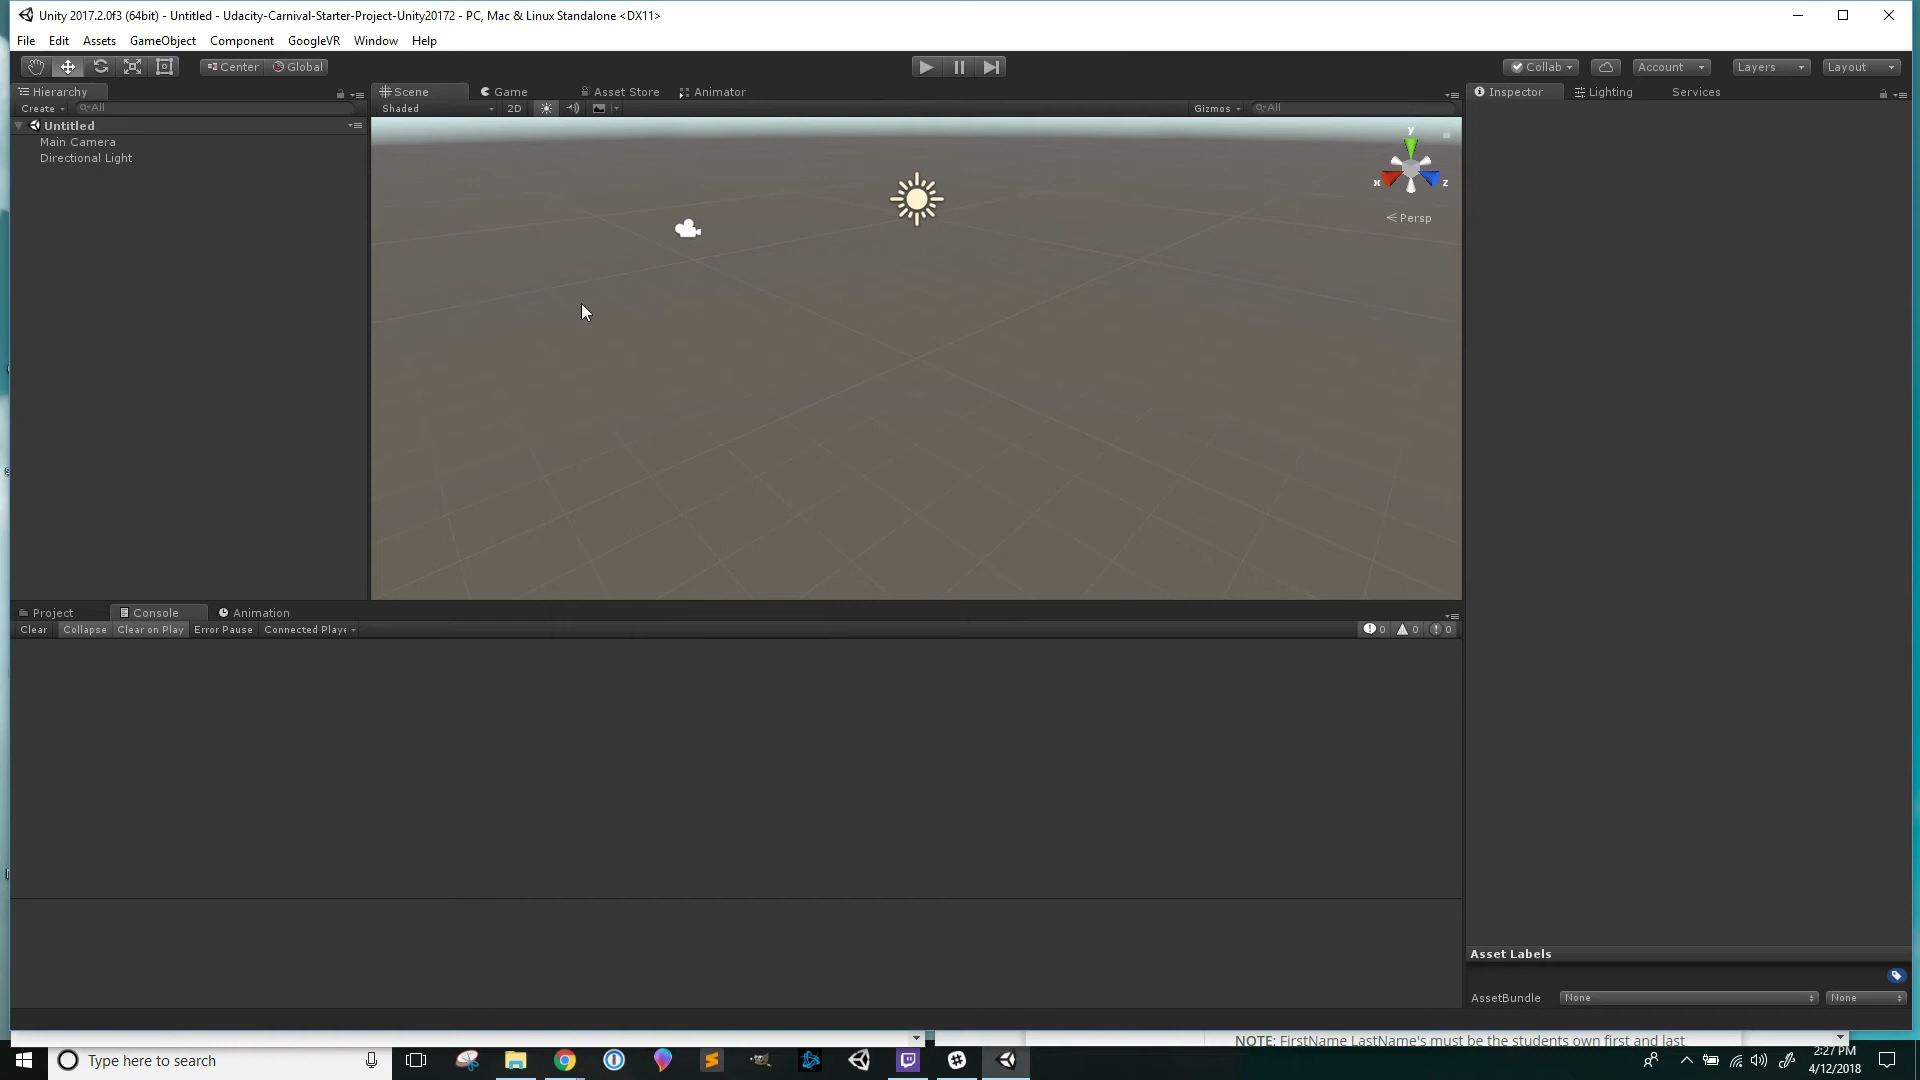 Unity 2017.2.0f3 (64bit) - Untitled - Udacity-Carnival-Starter-Project-Unity20172 - PC, Mac & Linux Standalone <DX11>
File Edit Assets GameObject Component GoogleVR Window Help
Center Global Collab Account Layers Layout
Hierarchy Scene Game Asset Store Animator Inspector Lighting Services
Create All Shaded 2D Gizmos All
Untitled
Main Camera
Directional Light
y
x z
Persp
Project Console Animation
Clear Collapse Clear on Play Error Pause Connected Playe 0 0 0
Asset Labels
AssetBundle None None
NOTE: FirstName LastName's must be the students own first and last
Type here to search
2:27 PM
4/12/2018